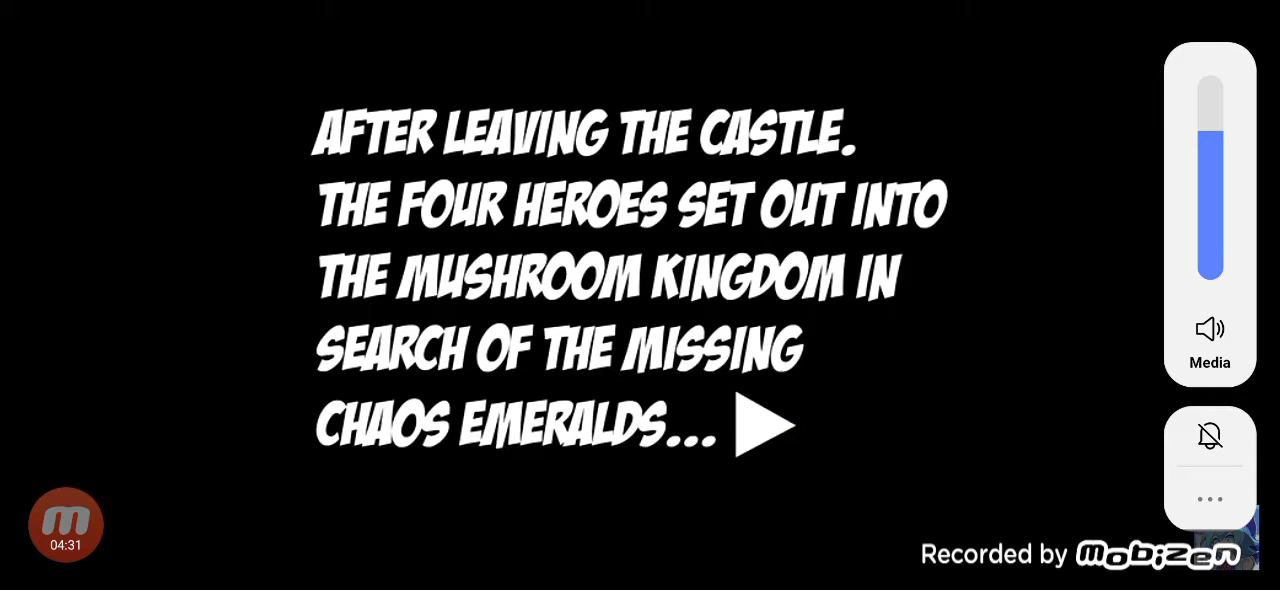 AFTER LEAVING THE CASTLE.
THE FOUR HEROES SET OUT INTO
THE MUSHROOM KINGDOM IN
SEARCH OF THE MISSING
CHAOS EMERALDS...
Media
04:31
Recorded by mobizen